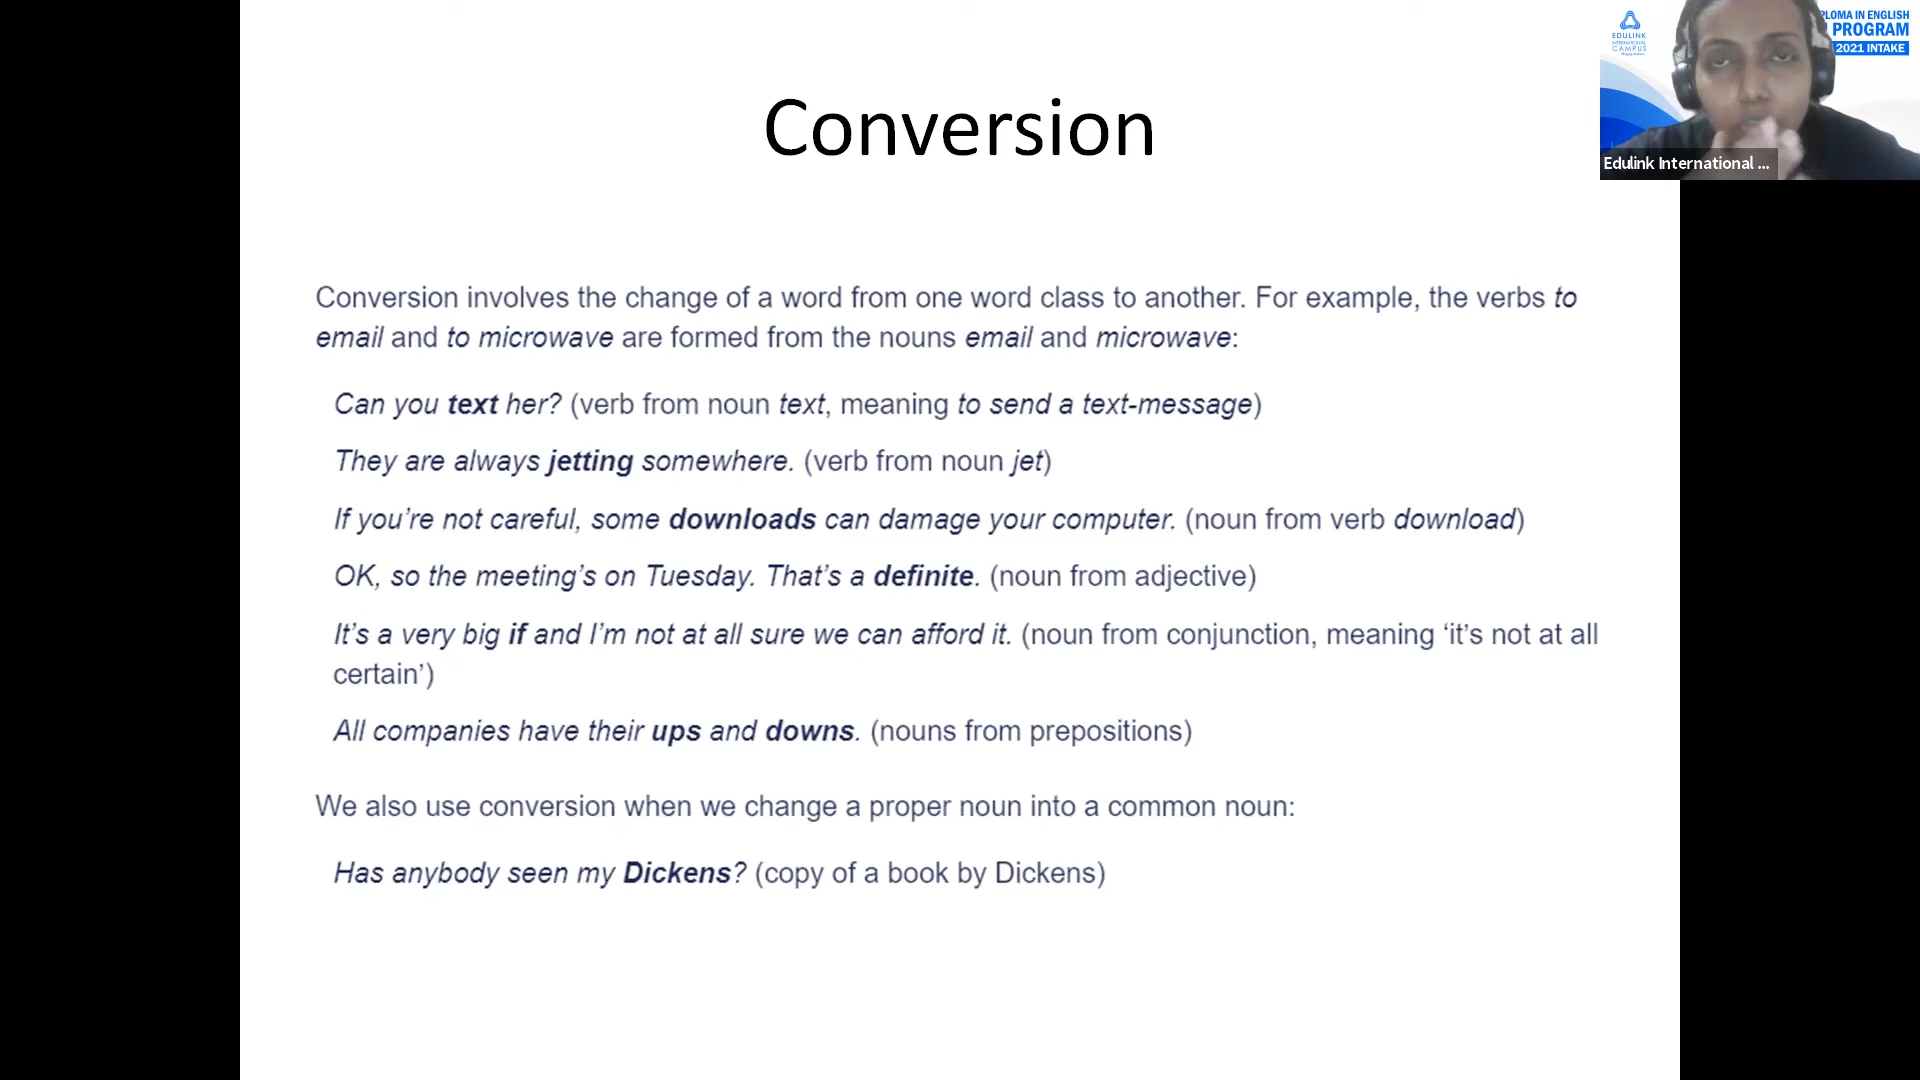 Conversion
Conversion involves the change of a word from one word class to another. For example, the verbs to
email and to microwave are formed from the nouns email and microwave:
Can you text her? (verb from noun text, meaning to send a text-message)
They are always jetting somewhere. (verb from noun jet)
If you’re not careful, some downloads can damage your computer. (noun from verb download)
OK, so the meeting’s on Tuesday. That’s a definite. (noun from adjective)
It’s a very big if and I’m not at all sure we can afford it. (noun from conjunction, meaning ‘it’s not at all
certain’)
All companies have their ups and downs. (nouns from prepositions)
We also use conversion when we change a proper noun into a common noun:
Has anybody seen my Dickens? (copy of a book by Dickens)
EDULINK
INTERNATIONAL
CAMPUS
PLOMA IN ENGLISH
PROGRAM
2021 INTAKE
Edulink International ...